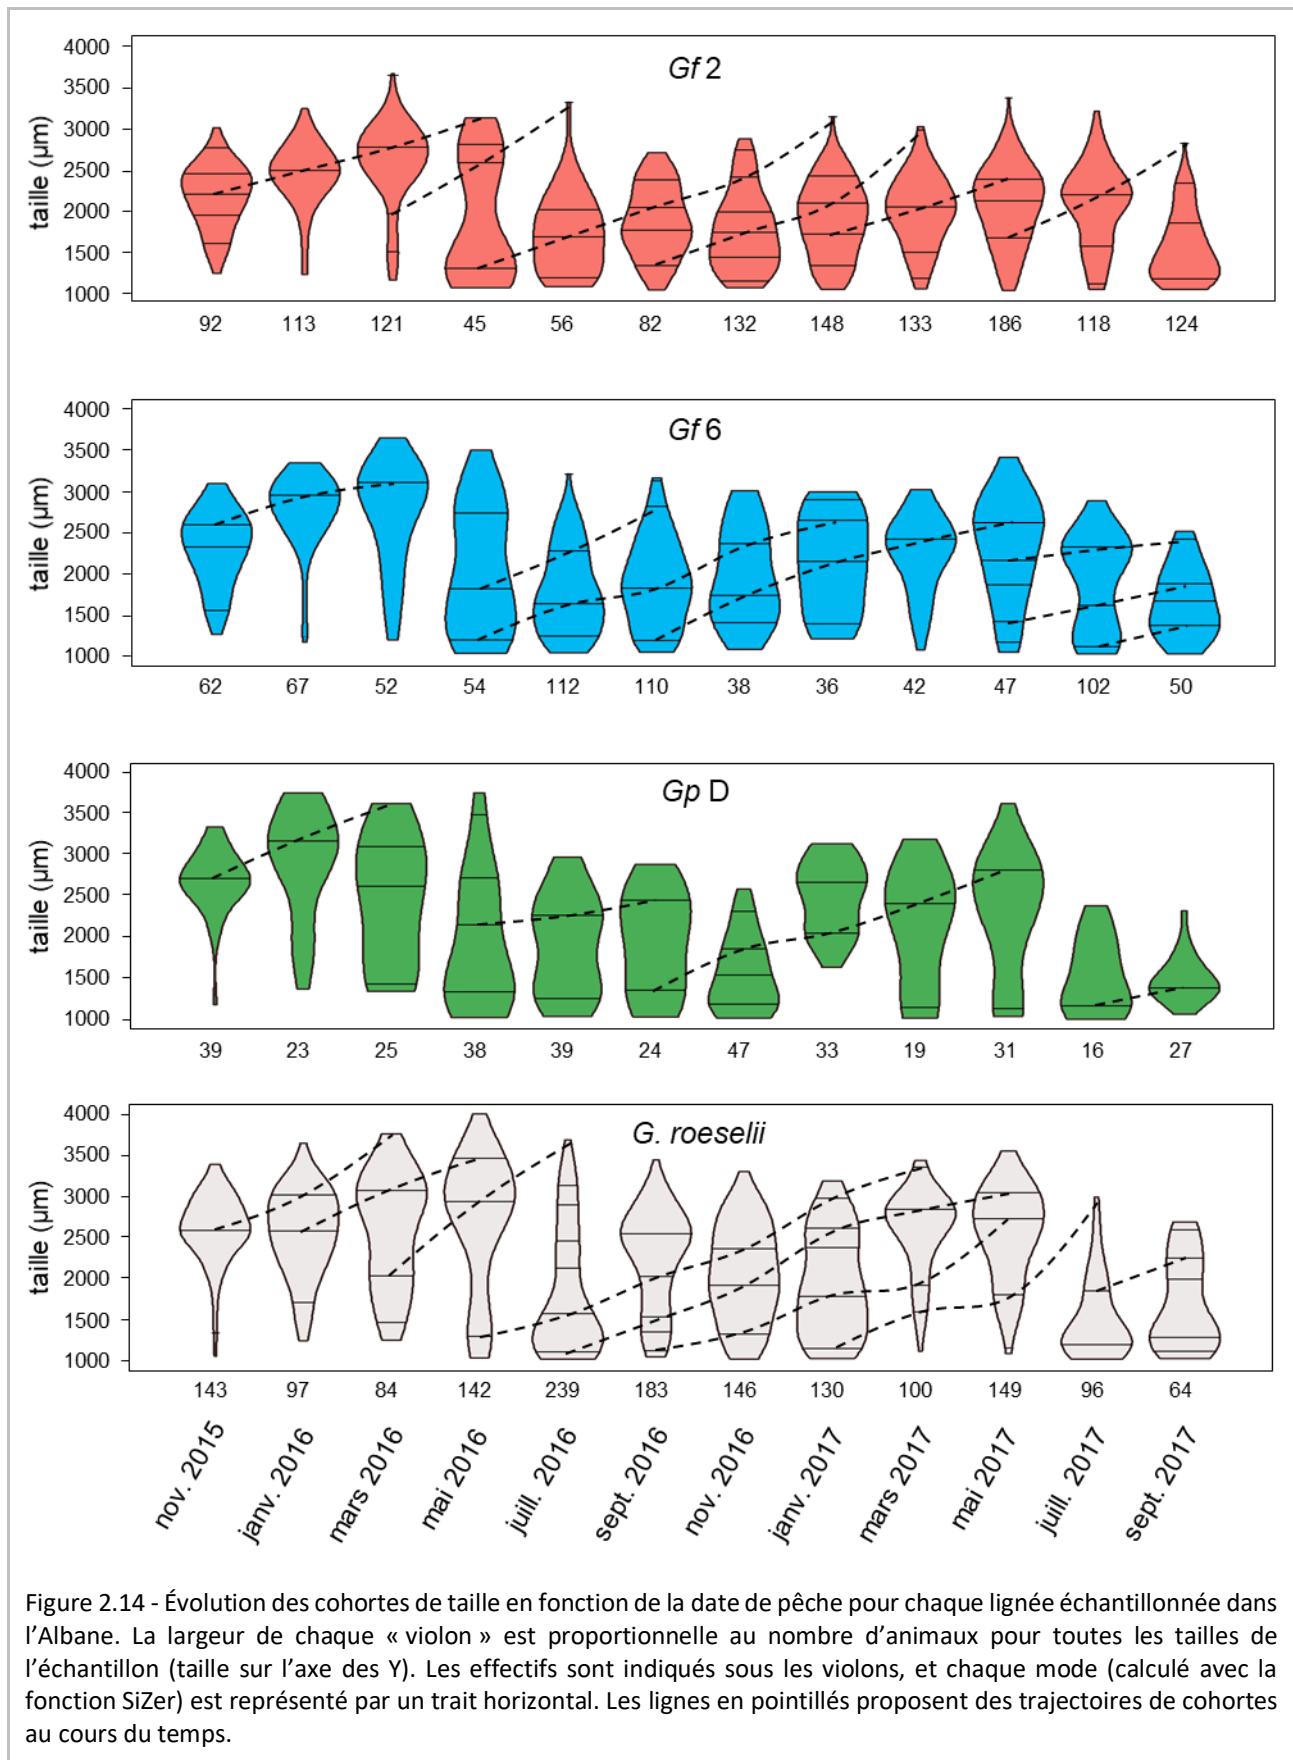 Gf 2
taille (µm)
4000
3500
3000
2500
2000
1500
1000
92 113 121 45 56 82 132 148 133 186 118 124
Gf 6
taille (µm)
4000
3500
3000
2500
2000
1500
1000
62 67 52 54 112 110 38 36 42 47 102 50
Gp D
taille (µm)
4000
3500
3000
2500
2000
1500
1000
39 23 25 38 39 24 47 33 19 31 16 27
G. roeselii
taille (µm)
4000
3500
3000
2500
2000
1500
1000
143 97 84 142 239 183 146 130 100 149 96 64
nov. 2015 janv. 2016 mars 2016 mai 2016 juill. 2016 sept. 2016 nov. 2016 janv. 2017 mars 2017 mai 2017 juill. 2017 sept. 2017
Figure 2.14 - Évolution des cohortes de taille en fonction de la date de pêche pour chaque lignée échantillonnée dans
l’Albane. La largeur de chaque « violon » est proportionnelle au nombre d’animaux pour toutes les tailles de
l’échantillon (taille sur l’axe des Y). Les effectifs sont indiqués sous les violons, et chaque mode (calculé avec la
fonction SiZer) est représenté par un trait horizontal. Les lignes en pointillés proposent des trajectoires de cohortes
au cours du temps.